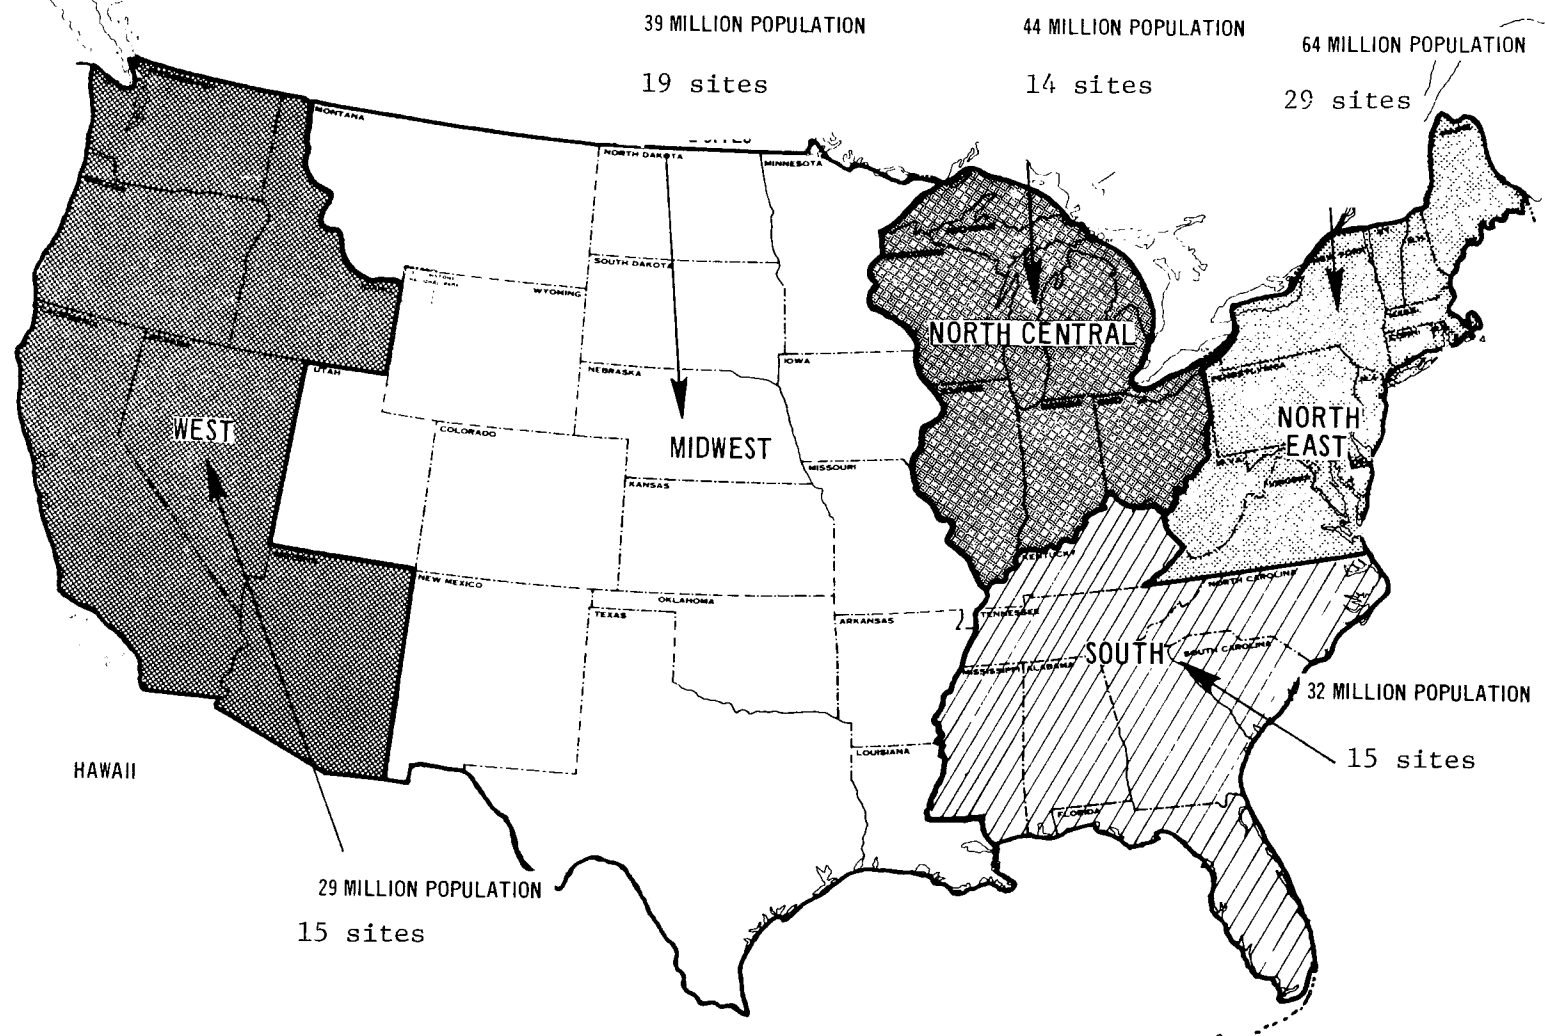 39 MILLION POPULATION
44 MILLION POPULATION
64 MILLION POPULATION
19 sites
14 sites
29 sites
MONTANA
NORTH DAKOTA
MINNESOTA
SOUTH DAKOTA
WYOMING
NORTH CENTRAL
IOWA
UTAH
NEBRASKA
WEST
COLORADO
MIDWEST
NORTH
EAST
MISSOURI
KANSAS
VIRGINIA
KENTUCKY
NEW MEXICO
OKLAHOMA
NORTH CAROLINA
TEXAS
ARKANSAS
TENNESSEE
SOUTH
SOUTH CAROLINA
MISSISSIPPI
ALABAMA
32 MILLION POPULATION
LOUISIANA
15 sites
HAWAII
FLORIDA
29 MILLION POPULATION
15 sites